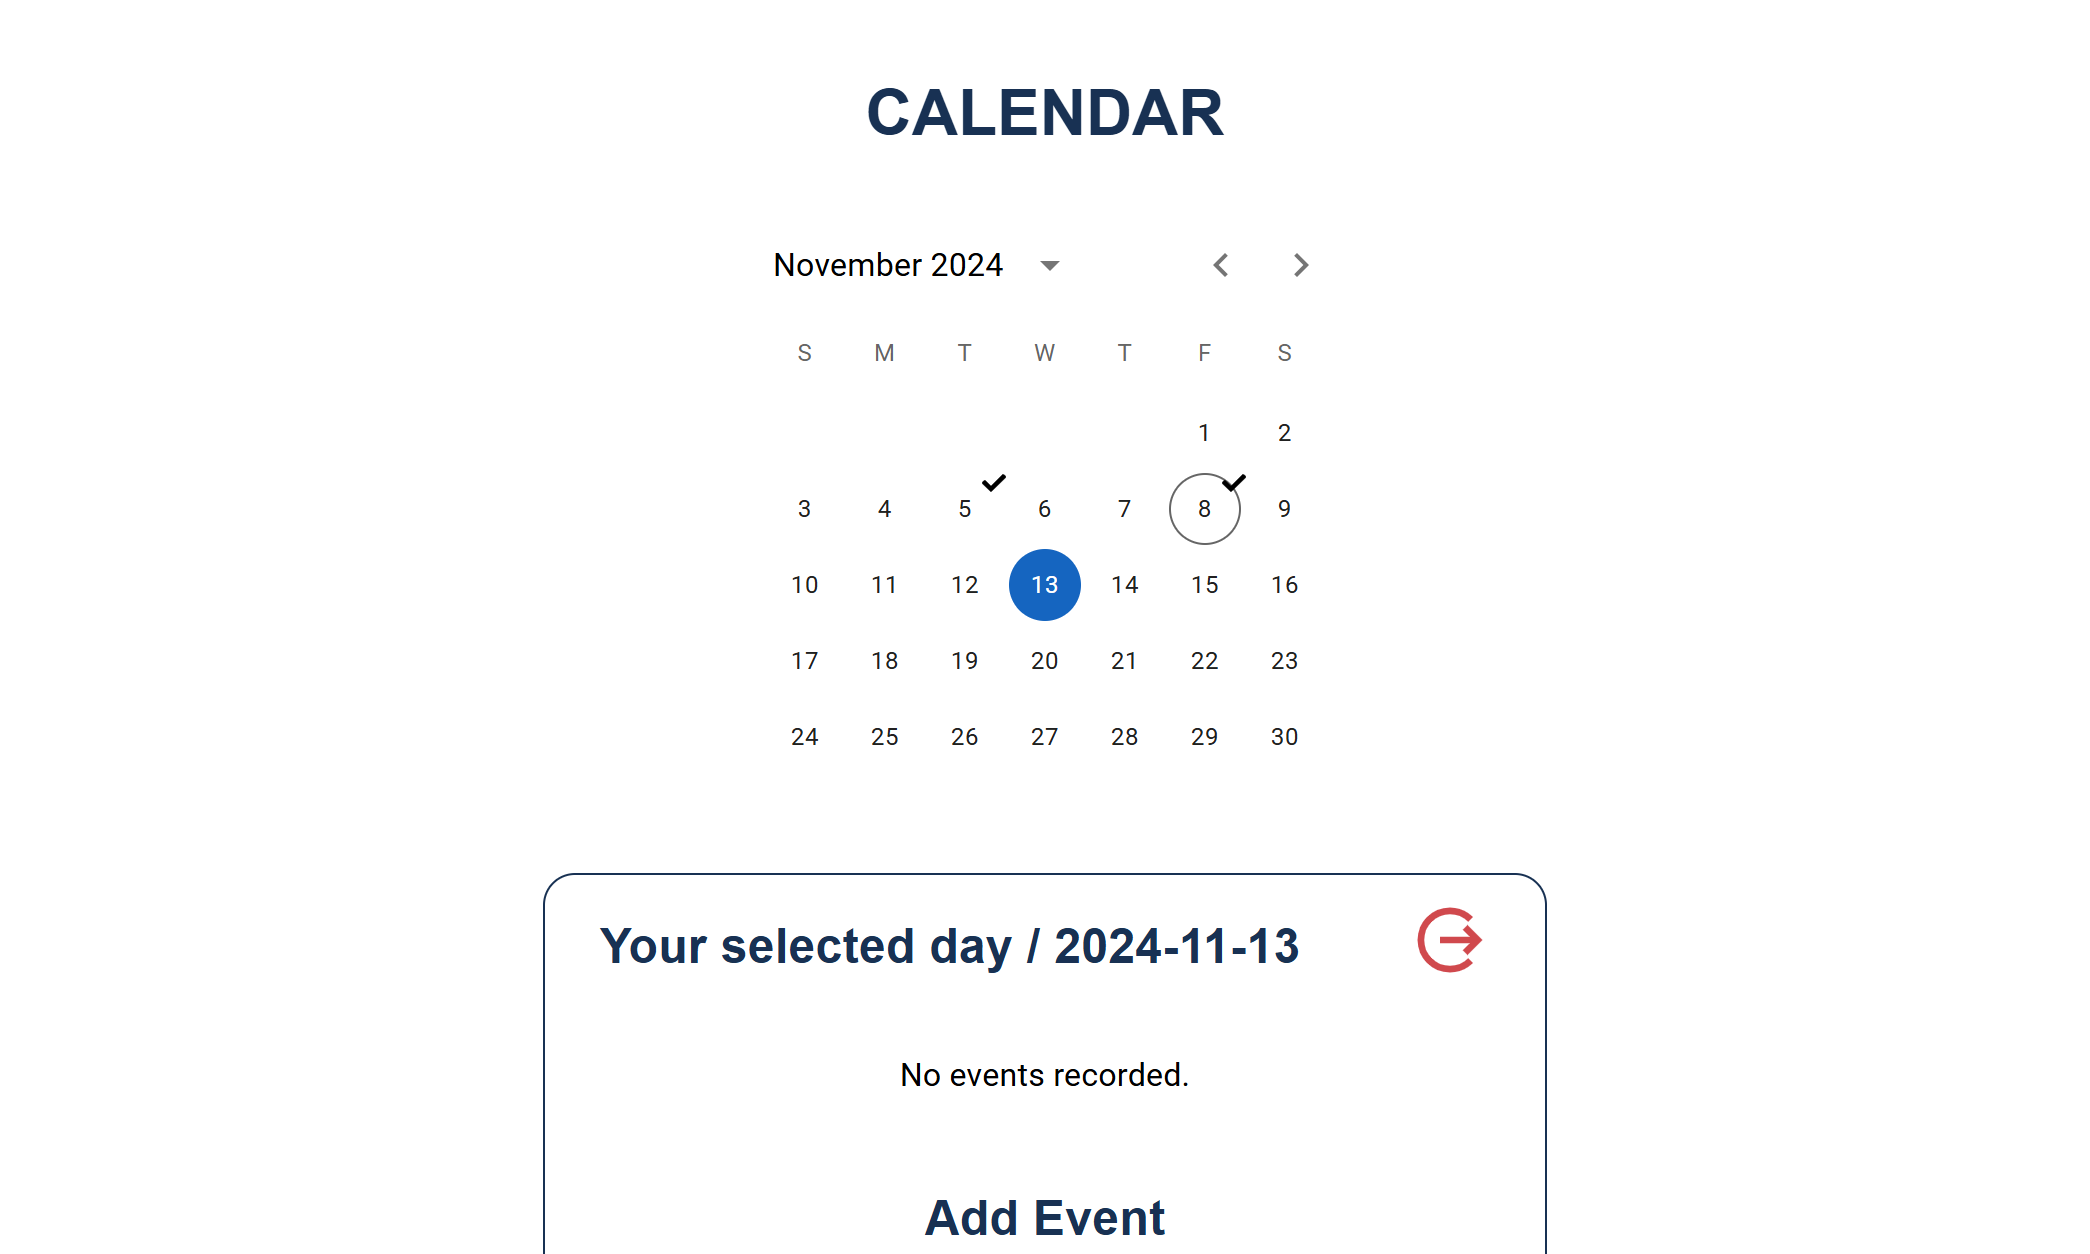 CALENDAR
November 2024
S M T W T F S
1 2
3 4 5 6 7 8 9
10 11 12 13 14 15 16
17 18 19 20 21 22 23
24 25 26 27 28 29 30
Your selected day / 2024-11-13
No events recorded.
Add Event